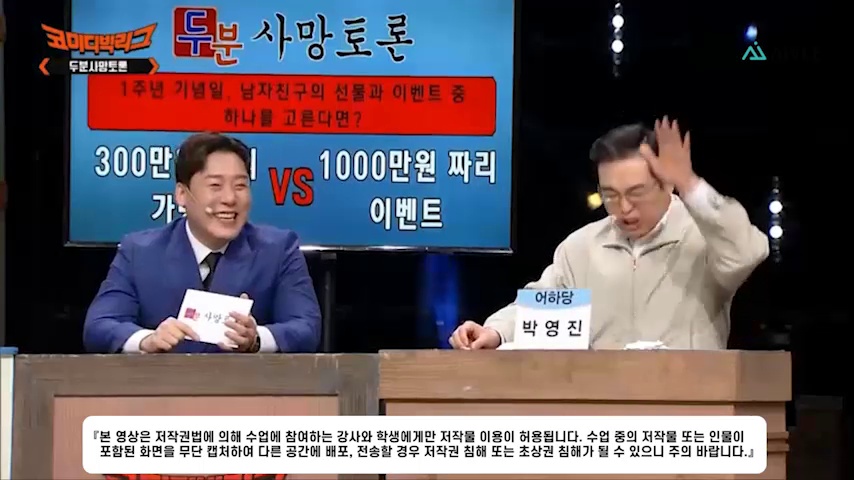 코미디빅리그
두분사망토론
두분 사망토론
1주년 기념일, 남자친구의 선물과 이벤트 중
하나를 고른다면?
300만
VS
1000만원 짜리
이벤트
두분 사망토론
어하당
박영진
『본 영상은 저작권법에 의해 수업에 참여하는 강사와 학생에게만 저작물 이용이 허용됩니다. 수업 중의 저작물 또는 인물이
포함된 화면을 무단 캡처하여 다른 공간에 배포, 전송할 경우 저작권 침해 또는 초상권 침해가 될 수 있으니 주의 바랍니다.』